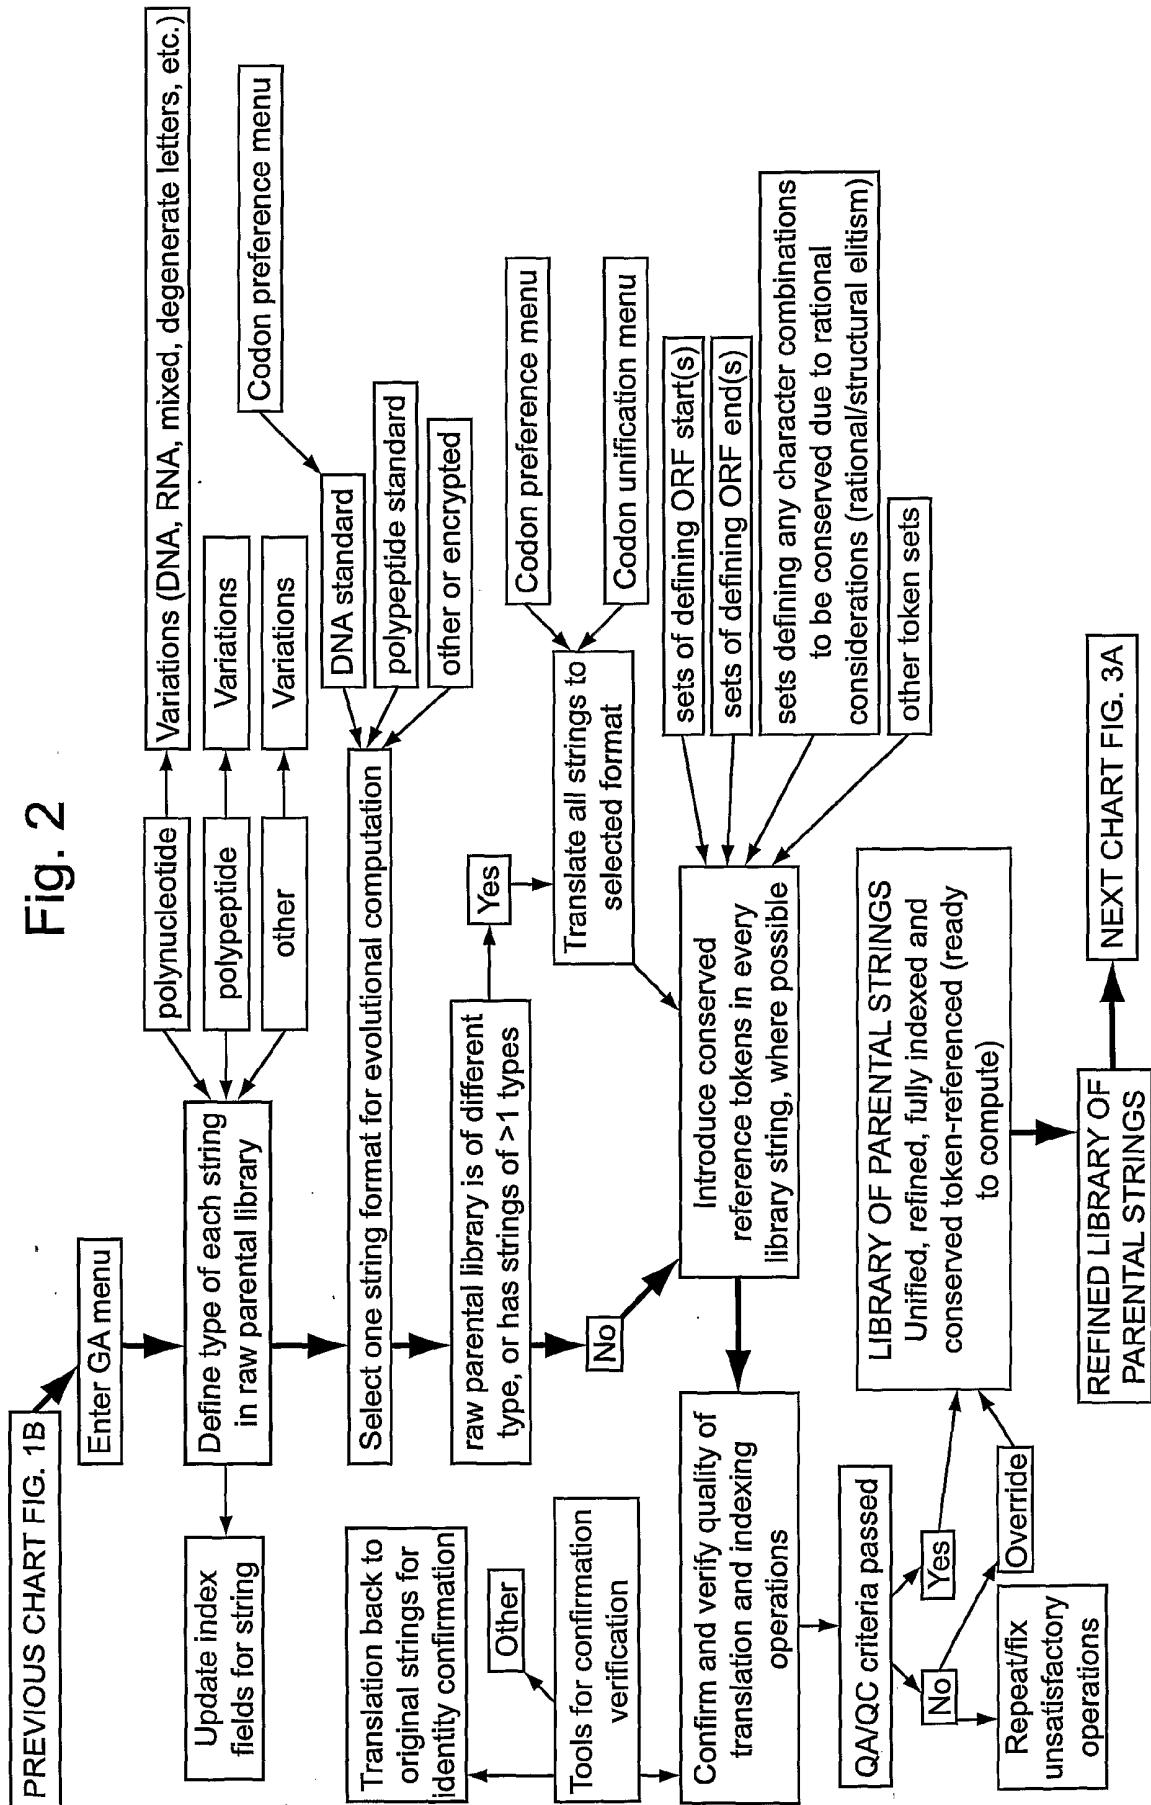 Fig. 2
PREVIOUS CHART FIG. 1B
Enter GA menu
Update index
fields for string
Define type of each string
in raw parental library
polynucleotide
Variations (DNA, RNA, mixed, degenerate letters, etc.)
polypeptide
Variations
other
Variations
Codon preference menu
Select one string format for evolutional computation
DNA standard
polypeptide standard
other or encrypted
raw parental library is of different
type, or has strings of >1 types
Yes
Translate all strings to
selected format
Codon preference menu
Codon unification menu
No
Translation back to
original strings for
identity confirmation
Other
Tools for confirmation
verification
Introduce conserved
reference tokens in every
library string, where possible
sets of defining ORF start(s)
sets of defining ORF end(s)
sets defining any character combinations
to be conserved due to rational
considerations (rational/structural elitism)
other token sets
Confirm and verify quality of
translation and indexing
operations
QA/QC criteria passed
Yes
No
Override
Repeat/fix
unsatisfactory
operations
LIBRARY OF PARENTAL STRINGS
Unified, refined, fully indexed and
conserved token-referenced (ready
to compute)
REFINED LIBRARY OF
PARENTAL STRINGS
NEXT CHART FIG. 3A